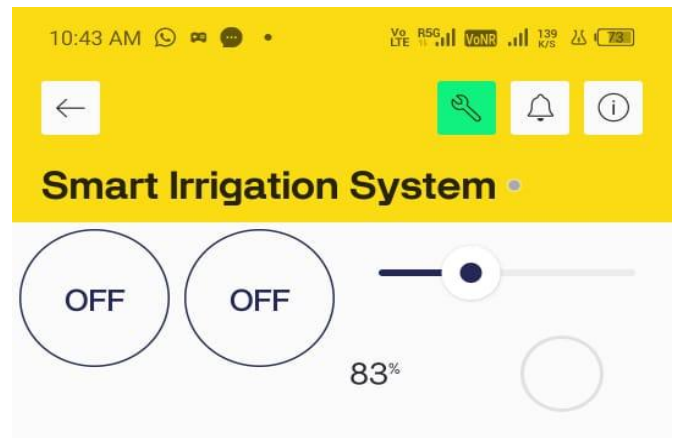 10:43 AM Vo LTE R5G VoNR 139 K/S 73
Smart Irrigation System
OFF OFF
83%